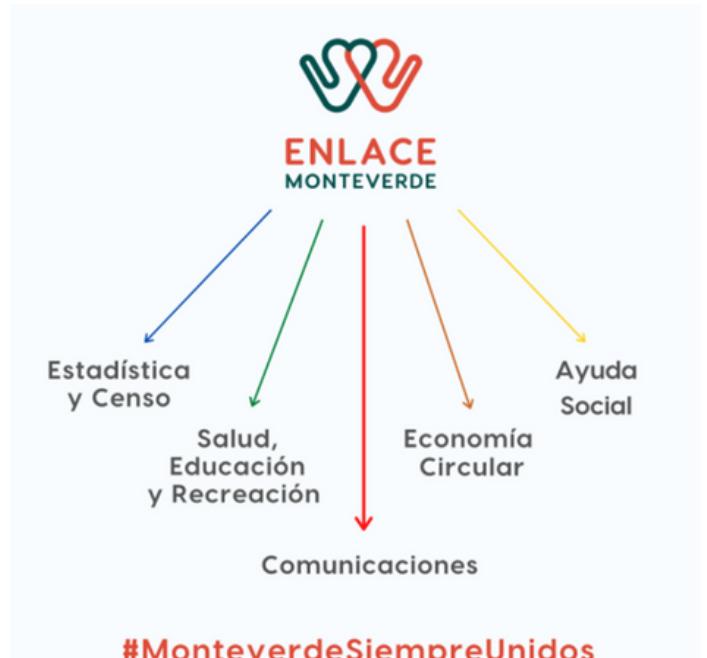 ENLACE
MONTEVERDE
Estadística
y Censo
Salud,
Educación
y Recreación
Comunicaciones
Economía
Circular
Ayuda
Social
#MonteverdeSiempreUnidos